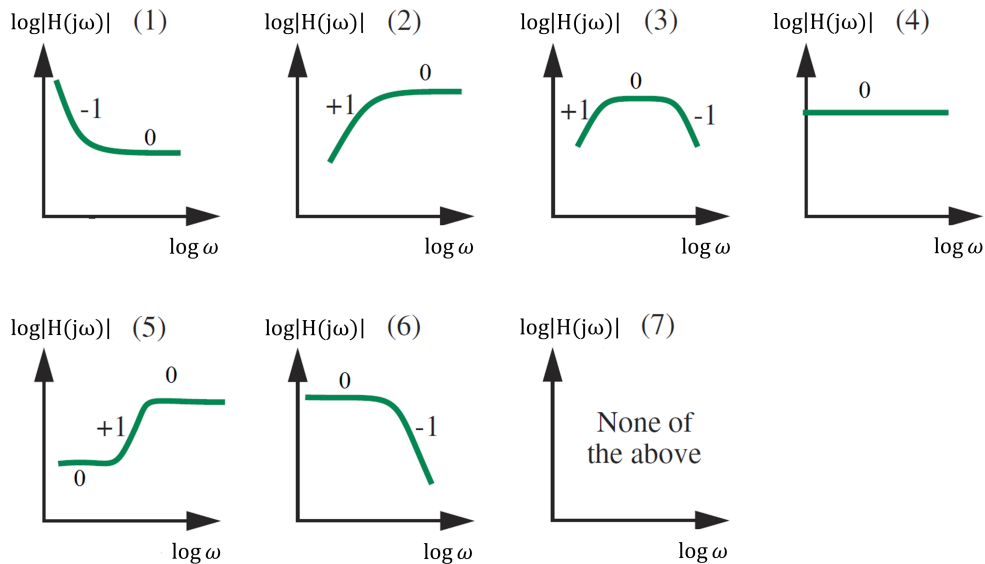 log|H(jω)| (1)
-1
0
log ω
log|H(jω)| (2)
+1
0
log ω
log|H(jω)| (3)
+1
0
-1
log ω
log|H(jω)| (4)
0
log ω
log|H(jω)| (5)
0
+1
0
log ω
log|H(jω)| (6)
0
-1
log ω
log|H(jω)| (7)
None of
the above
log ω